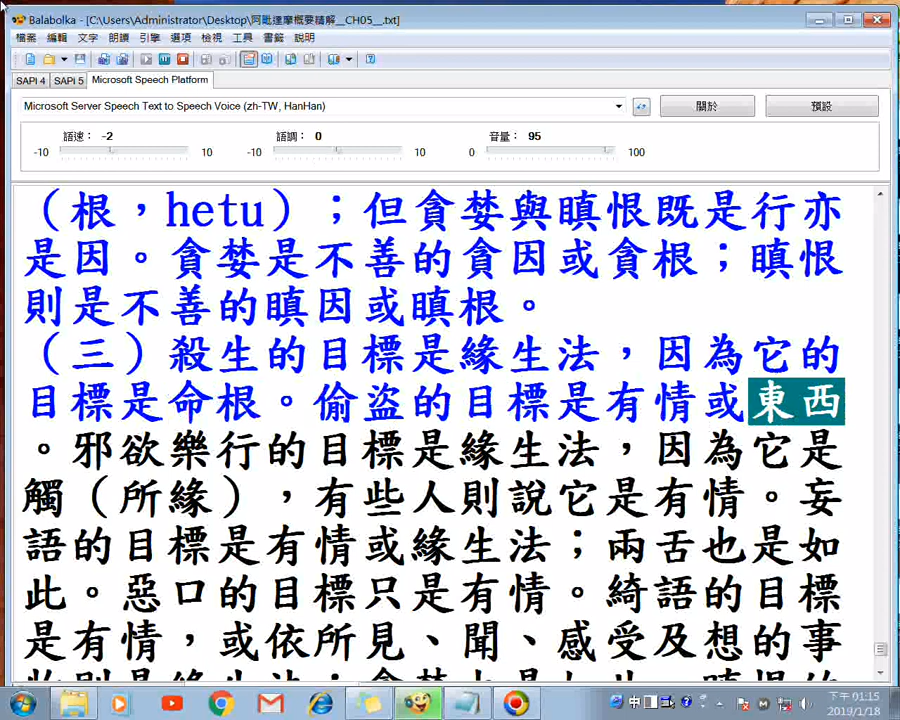 Balabolka - [C:\Users\Administrator\Desktop\阿毗達摩概要精解__CH05__.txt]
檔案 編輯 文字 朗讀 引擎 選項 檢視 工具 書籤 說明
SAPI 4 SAPI 5 Microsoft Speech Platform
Microsoft Server Speech Text to Speech Voice (zh-TW, HanHan) 關於 預設
語速： -2 語調： 0 音量： 95
-10 10 -10 10 0 100
（根，hetu）；但貪婪與瞋恨既是行亦
是因。貪婪是不善的貪因或貪根；瞋恨
則是不善的瞋因或瞋根。
（三）殺生的目標是緣生法，因為它的
目標是命根。偷盜的目標是有情或東西
。邪欲樂行的目標是緣生法，因為它是
觸（所緣），有些人則說它是有情。妄
語的目標是有情或緣生法；兩舌也是如
此。惡口的目標只是有情。綺語的目標
是有情，或依所見、聞、感受及想的事
中
下午 01:15
2019/1/18